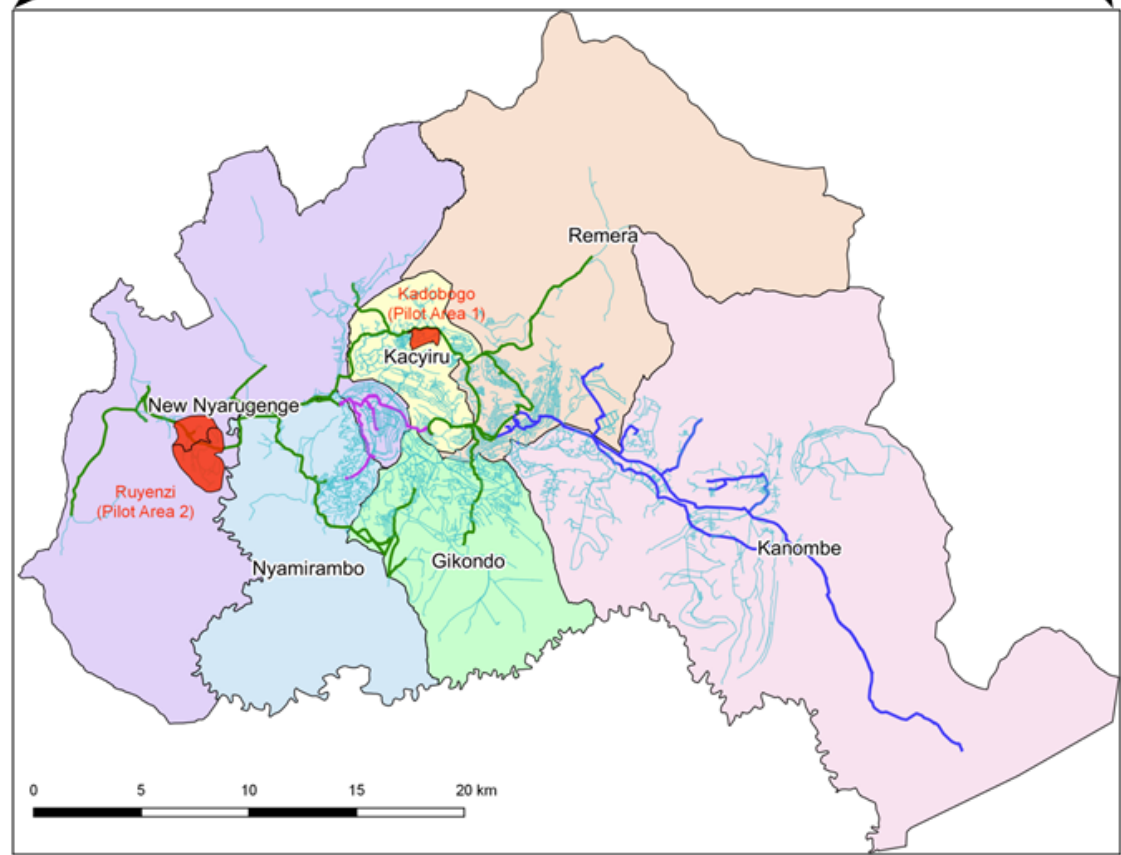 Remera
Kadobogo
(Pilot Area 1)
Kacyiru
New Nyarugenge
Ruyenzi
(Pilot Area 2)
Kanombe
Nyamirambo
Gikondo
0 5 10 15 20 km